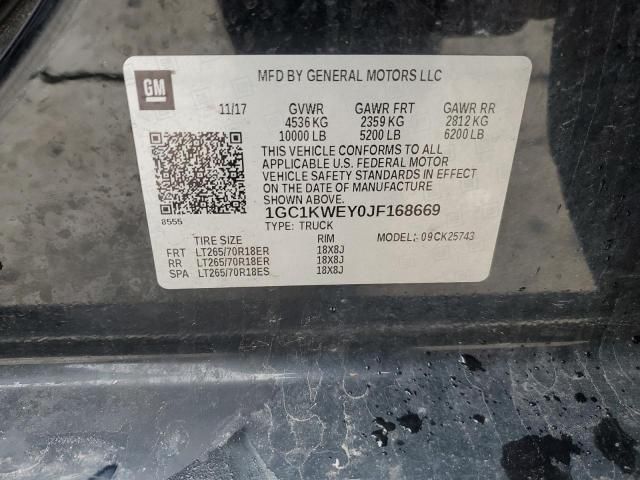 GM
MFD BY GENERAL MOTORS LLC
11/17 GVWR GAWR FRT GAWR RR
4536 KG 2359 KG 2812 KG
10000 LB 5200 LB 6200 LB
THIS VEHICLE CONFORMS TO ALL
APPLICABLE U.S. FEDERAL MOTOR
VEHICLE SAFETY STANDARDS IN EFFECT
ON THE DATE OF MANUFACTURE
SHOWN ABOVE.
1GC1KWEY0JF168669
8555 TYPE: TRUCK MODEL: 09CK25743
TIRE SIZE RIM
FRT LT265/70R18ER 18X8J
RR LT265/70R18ER 18X8J
SPA LT265/70R18ES 18X8J